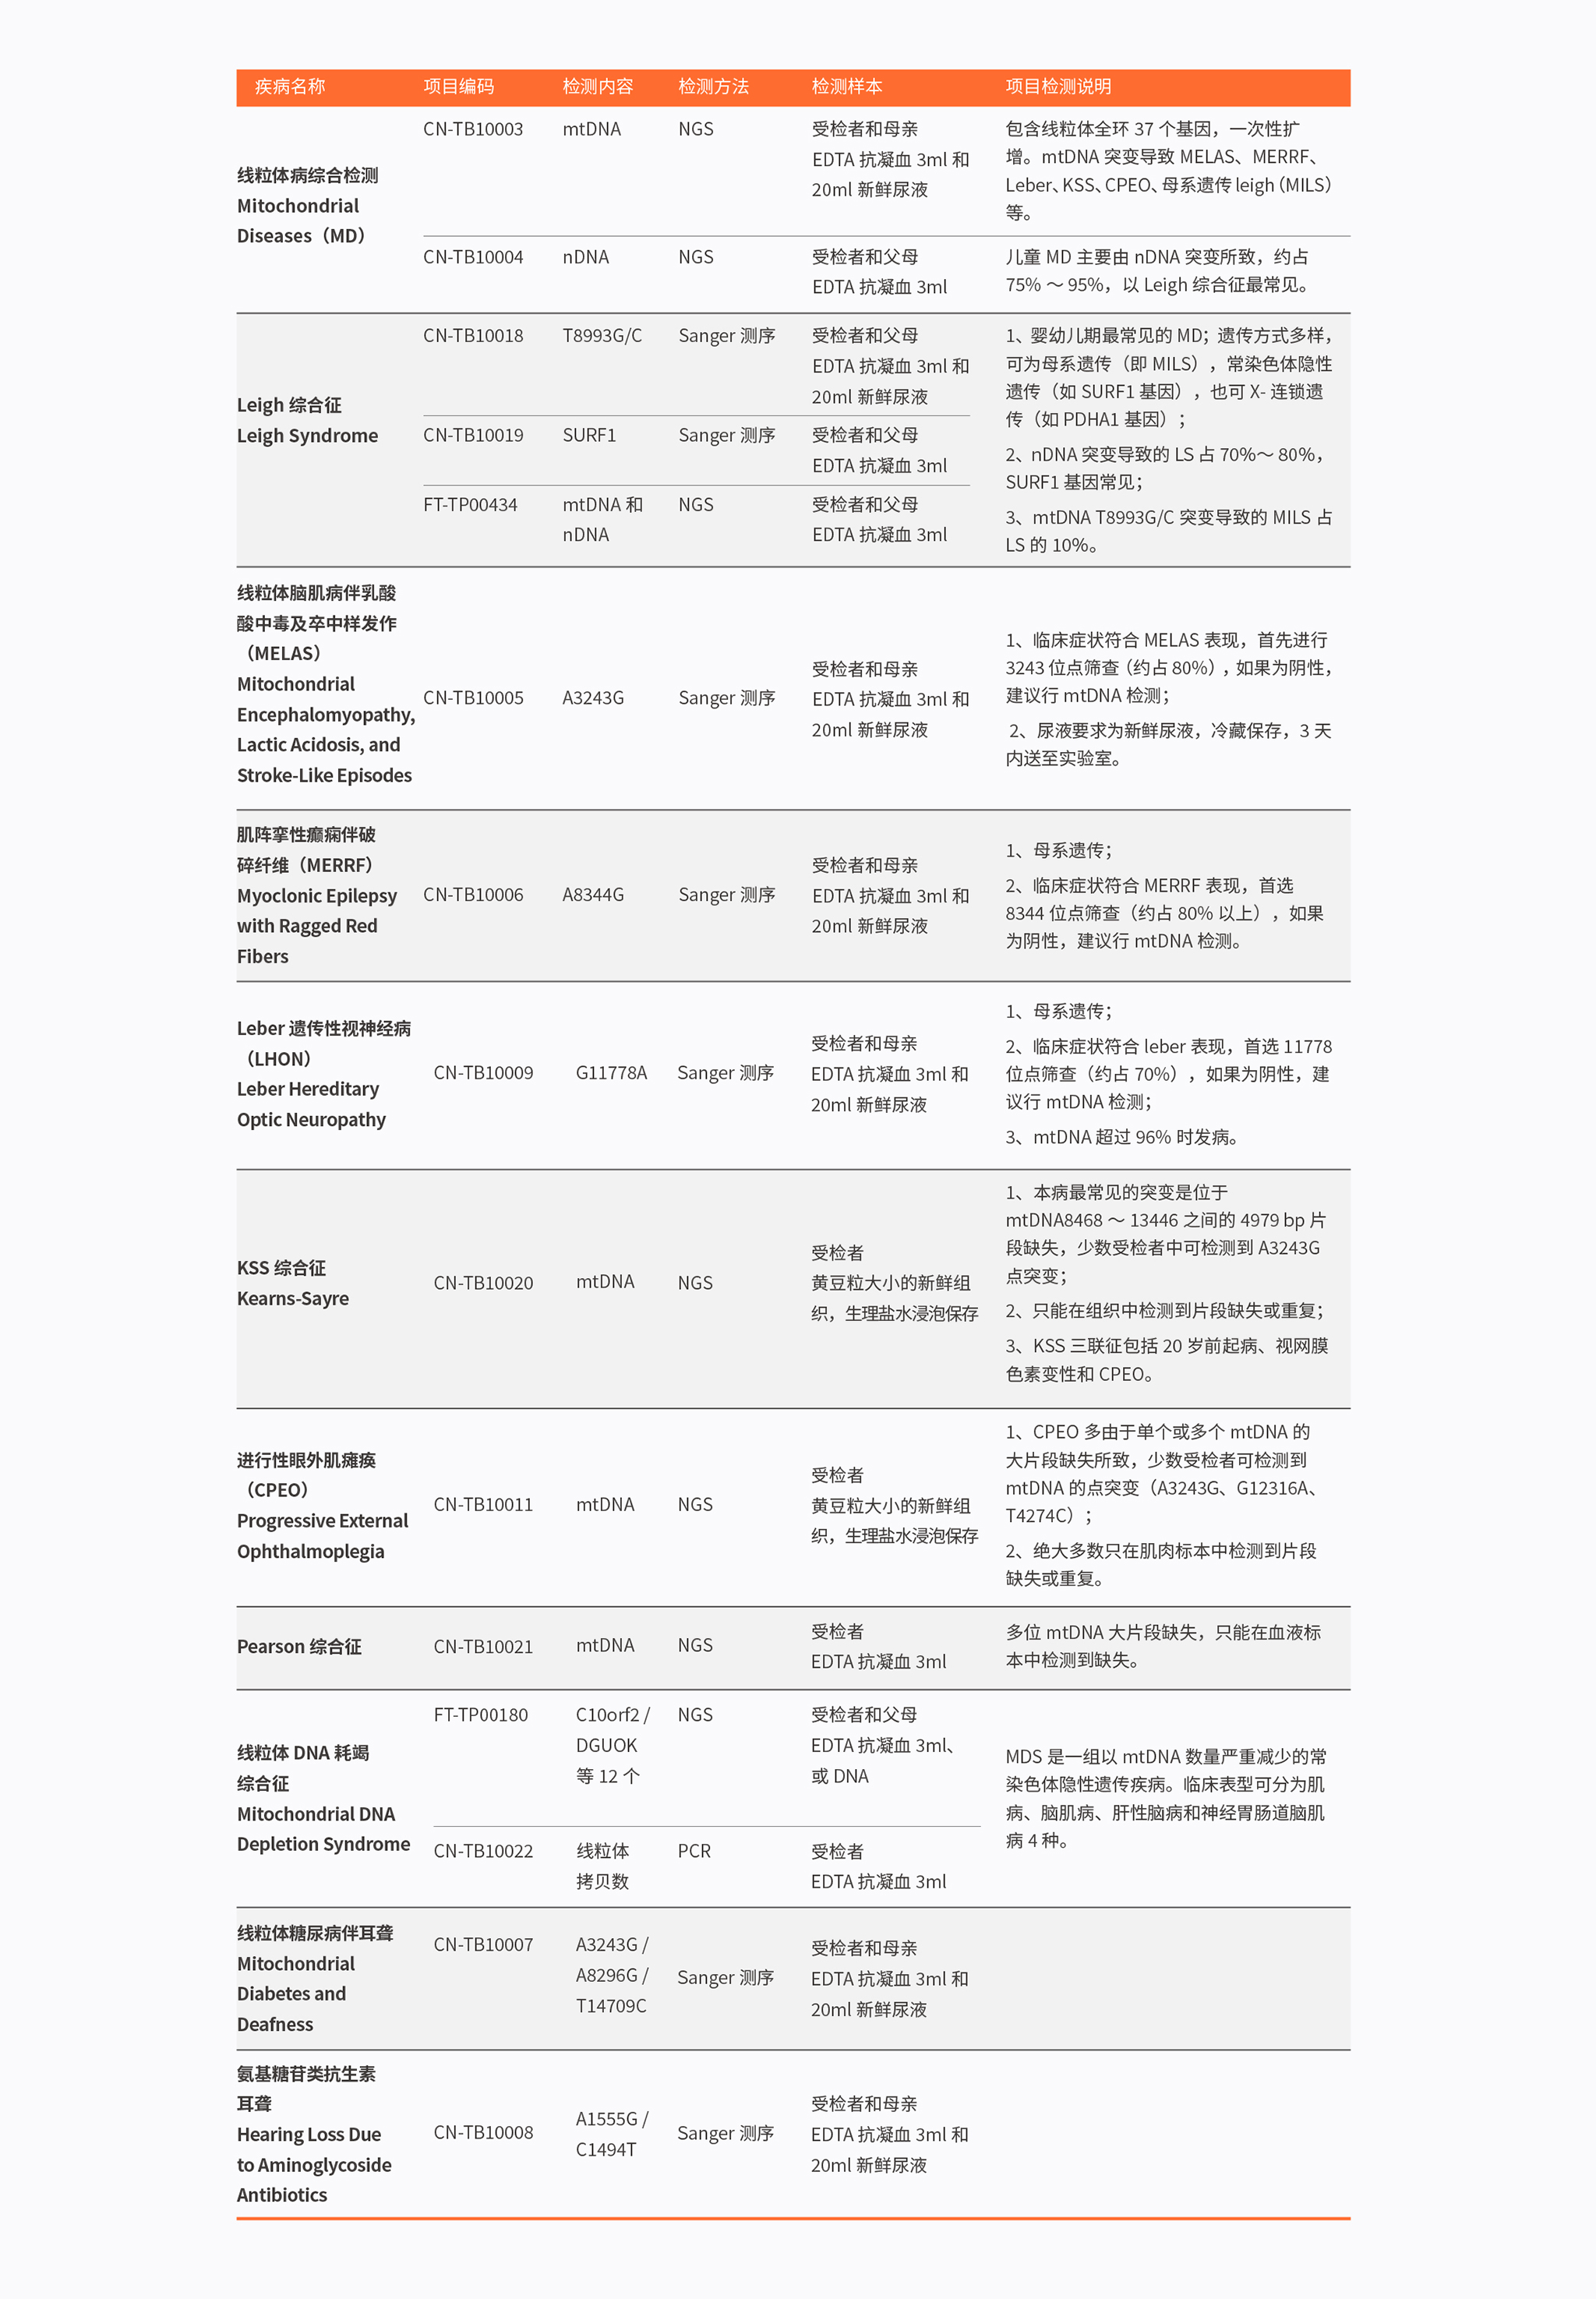 疾病名称 项目编码 检测内容 检测方法 检测样本 项目检测说明
线粒体病综合检测
Mitochondrial
Diseases（MD）
CN-TB10003 mtDNA NGS
受检者和母亲
EDTA 抗凝血 3ml 和
20ml 新鲜尿液
包含线粒体全环 37 个基因，一次性扩
增。mtDNA 突变导致 MELAS、MERRF、
Leber、KSS、CPEO、母系遗传 leigh（MILS）
等。
CN-TB10004 nDNA NGS
受检者和父母
EDTA 抗凝血 3ml
儿童 MD 主要由 nDNA 突变所致，约占
75% ～ 95%，以 Leigh 综合征最常见。
Leigh 综合征
Leigh Syndrome
CN-TB10018 T8993G/C Sanger 测序
受检者和父母
EDTA 抗凝血 3ml 和
20ml 新鲜尿液
CN-TB10019 SURF1 Sanger 测序
受检者和父母
EDTA 抗凝血 3ml
FT-TP00434
mtDNA 和
nDNA
NGS
受检者和父母
EDTA 抗凝血 3ml
1、婴幼儿期最常见的 MD；遗传方式多样，
可为母系遗传（即 MILS），常染色体隐性
遗传（如 SURF1 基因），也可 X- 连锁遗
传（如 PDHA1 基因）；
2、nDNA 突变导致的 LS 占 70%～ 80%，
SURF1 基因常见；
3、mtDNA T8993G/C 突变导致的 MILS 占
LS 的 10%。
线粒体脑肌病伴乳酸
酸中毒及卒中样发作
（MELAS）
Mitochondrial
Encephalomyopathy,
Lactic Acidosis, and
Stroke-Like Episodes
CN-TB10005 A3243G Sanger 测序
受检者和母亲
EDTA 抗凝血 3ml 和
20ml 新鲜尿液
1、临床症状符合 MELAS 表现，首先进行
3243 位点筛查（约占 80%），如果为阴性，
建议行 mtDNA 检测；
2、尿液要求为新鲜尿液，冷藏保存，3 天
内送至实验室。
肌阵挛性癫痫伴破
碎纤维（MERRF）
Myoclonic Epilepsy
with Ragged Red
Fibers
CN-TB10006 A8344G Sanger 测序
受检者和母亲
EDTA 抗凝血 3ml 和
20ml 新鲜尿液
1、母系遗传；
2、临床症状符合 MERRF 表现，首选
8344 位点筛查（约占 80% 以上），如果
为阴性，建议行 mtDNA 检测。
Leber 遗传性视神经病
（LHON）
Leber Hereditary
Optic Neuropathy
CN-TB10009 G11778A Sanger 测序
受检者和母亲
EDTA 抗凝血 3ml 和
20ml 新鲜尿液
1、母系遗传；
2、临床症状符合 leber 表现，首选 11778
位点筛查（约占 70%），如果为阴性，建
议行 mtDNA 检测；
3、mtDNA 超过 96% 时发病。
KSS 综合征
Kearns-Sayre
CN-TB10020 mtDNA NGS
受检者
黄豆粒大小的新鲜组
织，生理盐水浸泡保存
1、本病最常见的突变是位于
mtDNA8468 ～ 13446 之间的 4979 bp 片
段缺失，少数受检者中可检测到 A3243G
点突变；
2、只能在组织中检测到片段缺失或重复；
3、KSS 三联征包括 20 岁前起病、视网膜
色素变性和 CPEO。
进行性眼外肌瘫痪
（CPEO）
Progressive External
Ophthalmoplegia
CN-TB10011 mtDNA NGS
受检者
黄豆粒大小的新鲜组
织，生理盐水浸泡保存
1、CPEO 多由于单个或多个 mtDNA 的
大片段缺失所致，少数受检者可检测到
mtDNA 的点突变（A3243G、G12316A、
T4274C）；
2、绝大多数只在肌肉标本中检测到片段
缺失或重复。
Pearson 综合征
CN-TB10021 mtDNA NGS
受检者
EDTA 抗凝血 3ml
多位 mtDNA 大片段缺失，只能在血液标
本中检测到缺失。
线粒体 DNA 耗竭
综合征
Mitochondrial DNA
Depletion Syndrome
FT-TP00180
C10orf2 /
DGUOK
等 12 个
NGS
受检者和父母
EDTA 抗凝血 3ml、
或 DNA
CN-TB10022
线粒体
拷贝数
PCR
受检者
EDTA 抗凝血 3ml
MDS 是一组以 mtDNA 数量严重减少的常
染色体隐性遗传疾病。临床表型可分为肌
病、脑肌病、肝性脑病和神经胃肠道脑肌
病 4 种。
线粒体糖尿病伴耳聋
Mitochondrial
Diabetes and
Deafness
CN-TB10007
A3243G /
A8296G /
T14709C
Sanger 测序
受检者和母亲
EDTA 抗凝血 3ml 和
20ml 新鲜尿液
氨基糖苷类抗生素
耳聋
Hearing Loss Due
to Aminoglycoside
Antibiotics
CN-TB10008
A1555G /
C1494T
Sanger 测序
受检者和母亲
EDTA 抗凝血 3ml 和
20ml 新鲜尿液